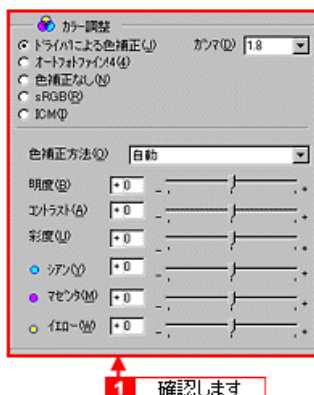 カラー調整
ドライバによる色補正(J) ガンマ(D) 1.8
オートフォトファイン!4(4)
色補正なし(N)
sRGB(R)
ICM(I)
色補正方法(Q) 自動
明度(B) +0 - +
コントラスト(A) +0 - +
彩度(U) +0 - +
シアン(Y) +0 - +
マゼンタ(M) +0 - +
イエロー(W) +0 - +
1 確認します